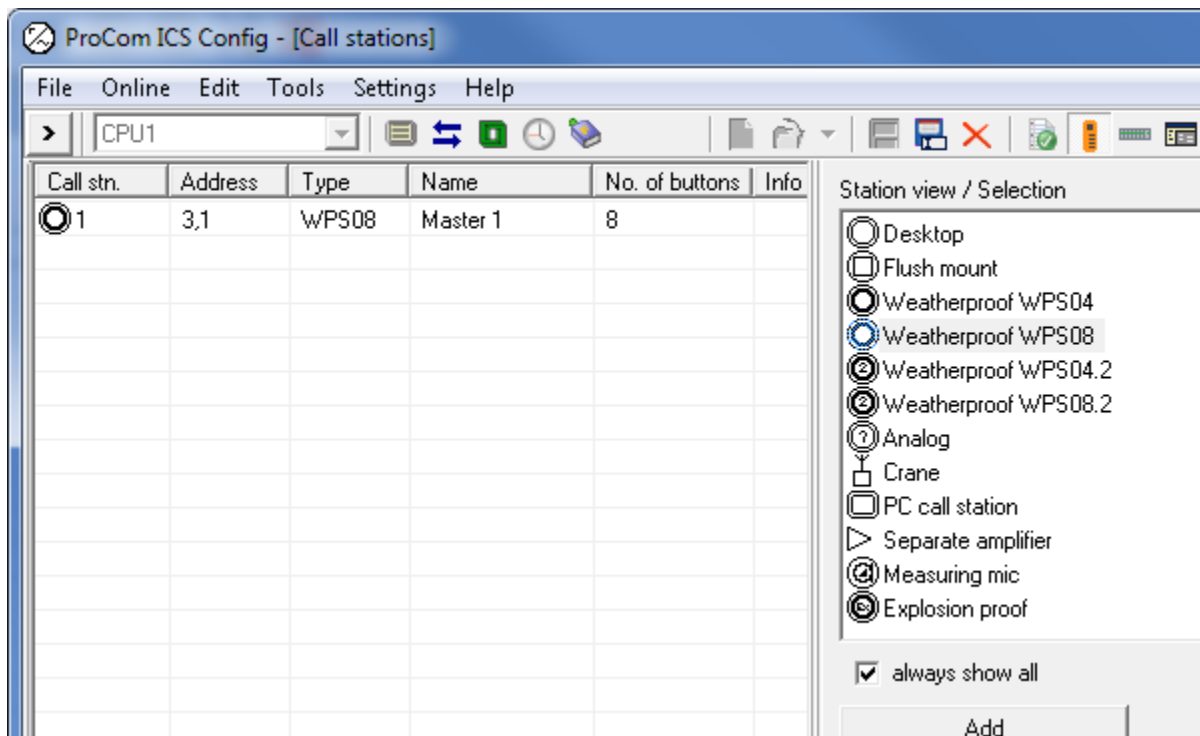 ProCom ICS Config - [Call stations]
File Online Edit Tools Settings Help
CPU1
Call stn. Address Type Name No. of buttons Info
1 3,1 WPS08 Master 1 8
Station view / Selection
Desktop
Flush mount
Weatherproof WPS04
Weatherproof WPS08
2 Weatherproof WPS04.2
2 Weatherproof WPS08.2
? Analog
Crane
PC call station
Separate amplifier
Measuring mic
Ex Explosion proof
always show all
Add